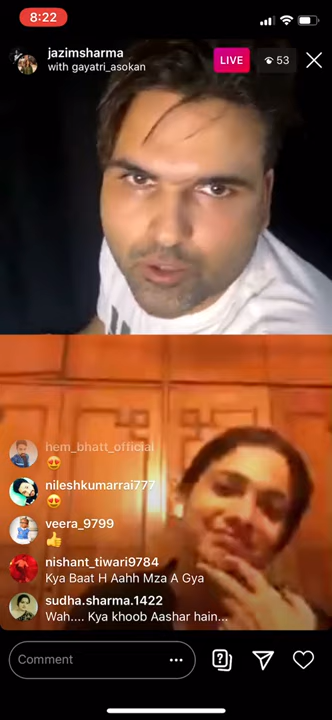 8:22
jazimsharma
with gayatri_asokan
LIVE
53
hem_bhatt_official
nileshkumarrai777
veera_9799
nishant_tiwari9784
Kya Baat H Aahh Mza A Gya
sudha.sharma.1422
Wah.... Kya khoob Aashar hain...
Comment